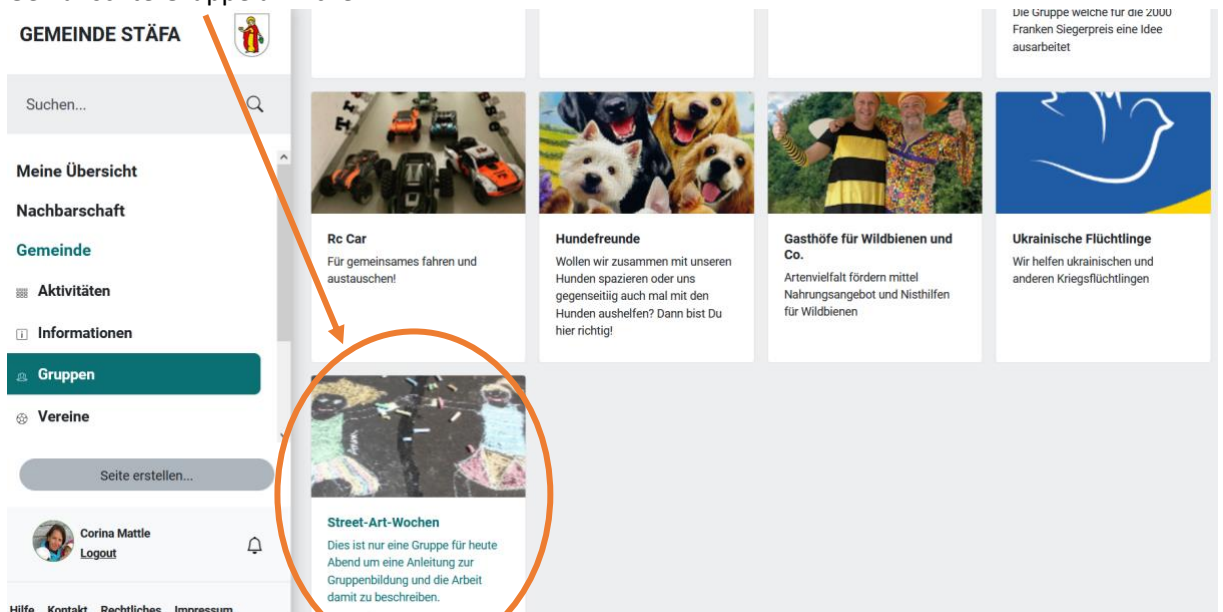 GEMEINDE STÄFA
Suchen...
Meine Übersicht
Nachbarschaft
Gemeinde
Aktivitäten
Informationen
Gruppen
Vereine
Seite erstellen...
Corina Mattle
Logout
Hilfe Kontakt Rechtliches Impressum
Die Gruppe welche für die 2000
Franken Siegerpreis eine Idee
ausarbeitet
Rc Car
Für gemeinsames fahren und
austauschen!
Hundefreunde
Wollen wir zusammen mit unseren
Hunden spazieren oder uns
gegenseitiig auch mal mit den
Hunden aushelfen? Dann bist Du
hier richtig!
Gasthöfe für Wildbienen und
Co.
Artenvielfalt fördern mittel
Nahrungsangebot und Nisthilfen
für Wildbienen
Ukrainische Flüchtlinge
Wir helfen ukrainischen und
anderen Kriegsflüchtlingen
Street-Art-Wochen
Dies ist nur eine Gruppe für heute
Abend um eine Anleitung zur
Gruppenbildung und die Arbeit
damit zu beschreiben.